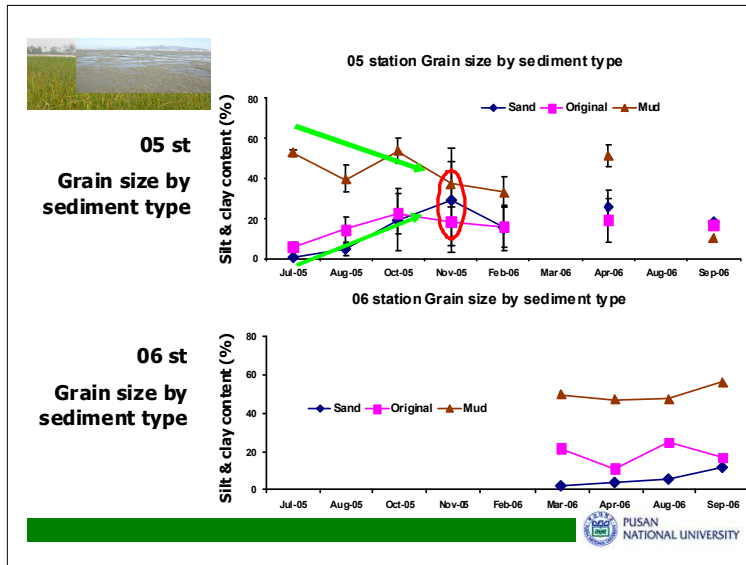 05 station Grain size by sediment type
80
60
40
20
0
Silt & clay content (%)
Sand Original Mud
Jul-05 Aug-05 Oct-05 Nov-05 Feb-06 Mar-06 Apr-06 Aug-06 Sep-06
05 st
Grain size by
sediment type
06 station Grain size by sediment type
80
60
40
20
0
Silt & clay content (%)
Sand Original Mud
Jul-05 Aug-05 Oct-05 Nov-05 Feb-06 Mar-06 Apr-06 Aug-06 Sep-06
06 st
Grain size by
sediment type
PUSAN
NATIONAL UNIVERSITY